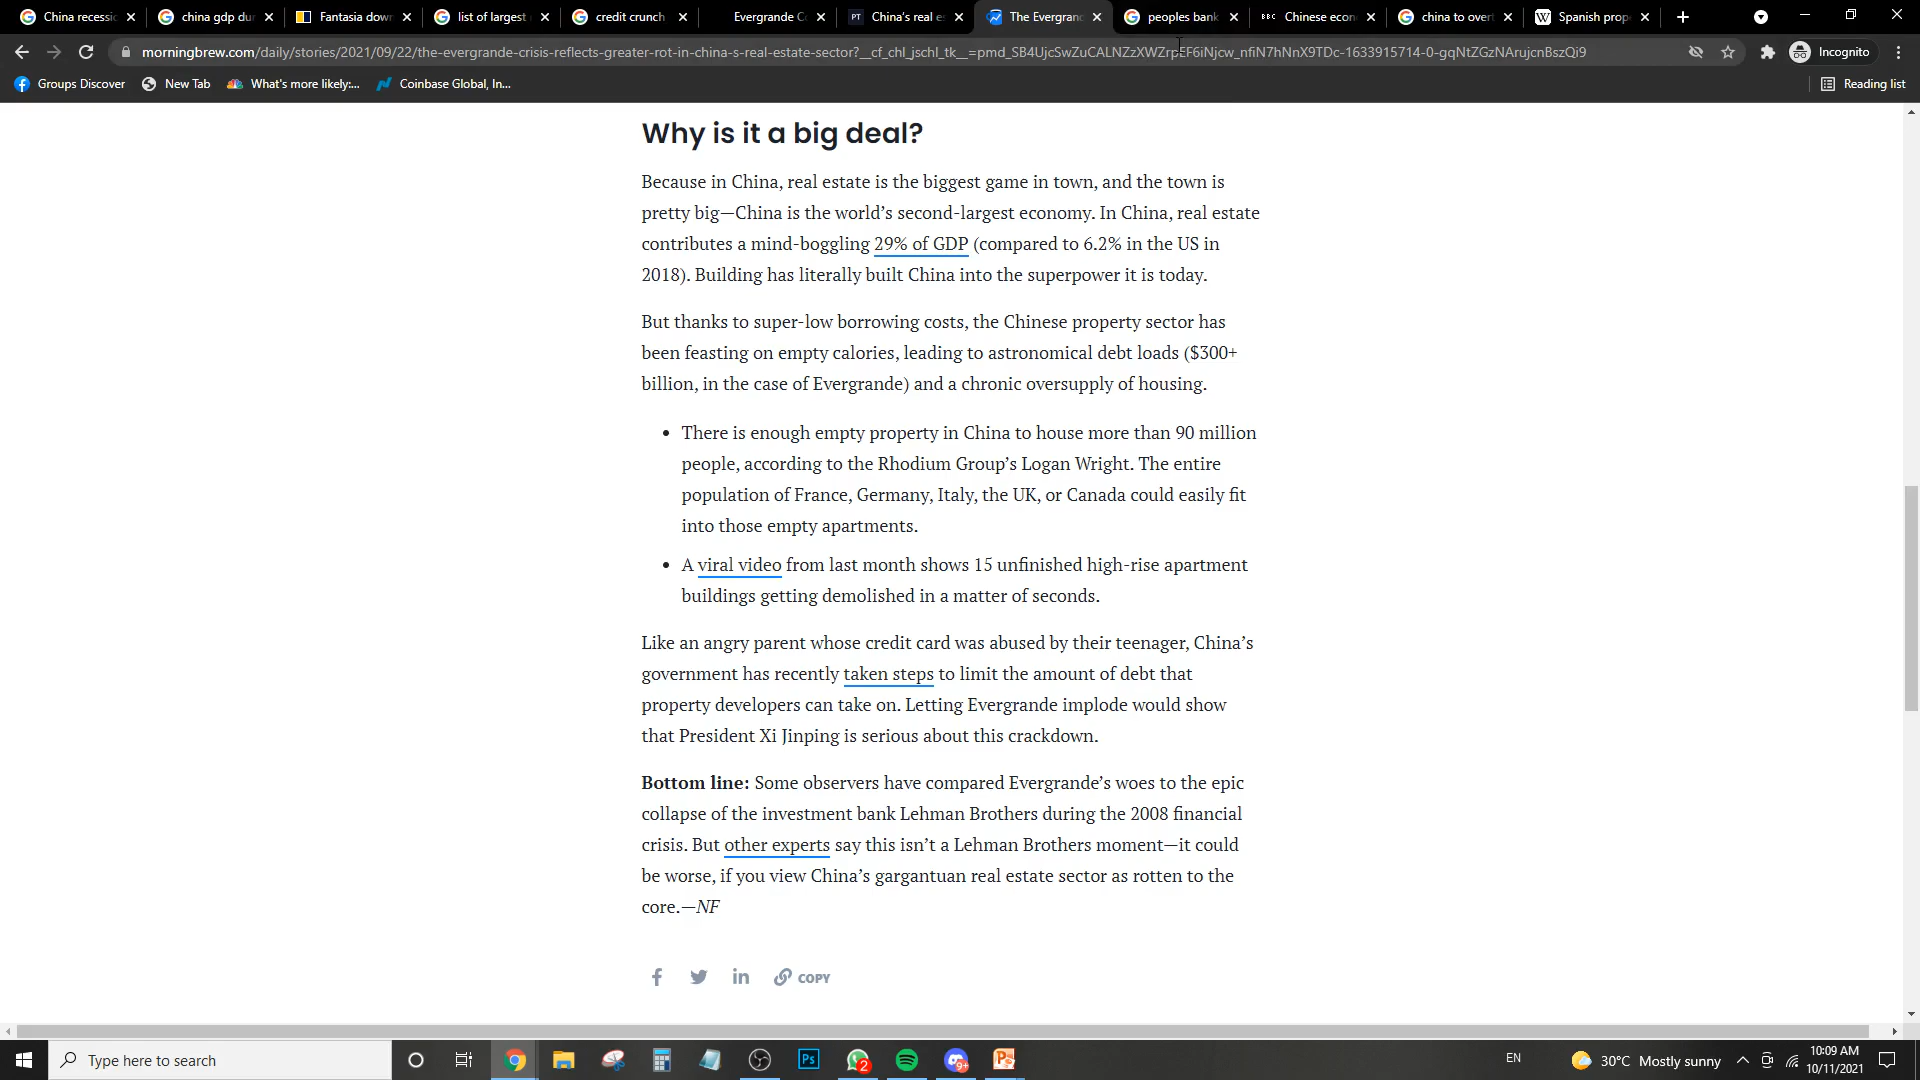 China recessio
china gdp du
Fantasia dow
list of largest
credit crunch
Evergrande C
China's real e
The Evergran
peoples bank
Chinese econ
china to overt
Spanish prop
morningbrew.com/daily/stories/2021/09/22/the-evergrande-crisis-reflects-greater-rot-in-china-s-real-estate-sector?
Incognito
Groups Discover
New Tab
What's more likely:...
Coinbase Global, In...
Reading list
Why is it a big deal?
Because in China, real estate is the biggest game in town, and the town is
pretty big—China is the world's second-largest economy. In China, real estate
contributes a mind-boggling 29% of GDP (compared to 6.2% in the US in
2018). Building has literally built China into the superpower it is today.
But thanks to super-low borrowing costs, the Chinese property sector has
been feasting on empty calories, leading to astronomical debt loads ($300+
billion, in the case of Evergrande) and a chronic oversupply of housing.
• There is enough empty property in China to house more than 90 million
people, according to the Rhodium Group's Logan Wright. The entire
population of France, Germany, Italy, the UK, or Canada could easily fit
into those empty apartments.
• A viral video from last month shows 15 unfinished high-rise apartment
buildings getting demolished in a matter of seconds.
Like an angry parent whose credit card was abused by their teenager, China's
government has recently taken steps to limit the amount of debt that
property developers can take on. Letting Evergrande implode would show
that President Xi Jinping is serious about this crackdown.
Bottom line: Some observers have compared Evergrande's woes to the epic
collapse of the investment bank Lehman Brothers during the 2008 financial
crisis. But other experts say this isn't a Lehman Brothers moment—it could
be worse, if you view China's gargantuan real estate sector as rotten to the
core.—NF
COPY
Type here to search
EN
30°C Mostly sunny
10:09 AM
10/11/2021